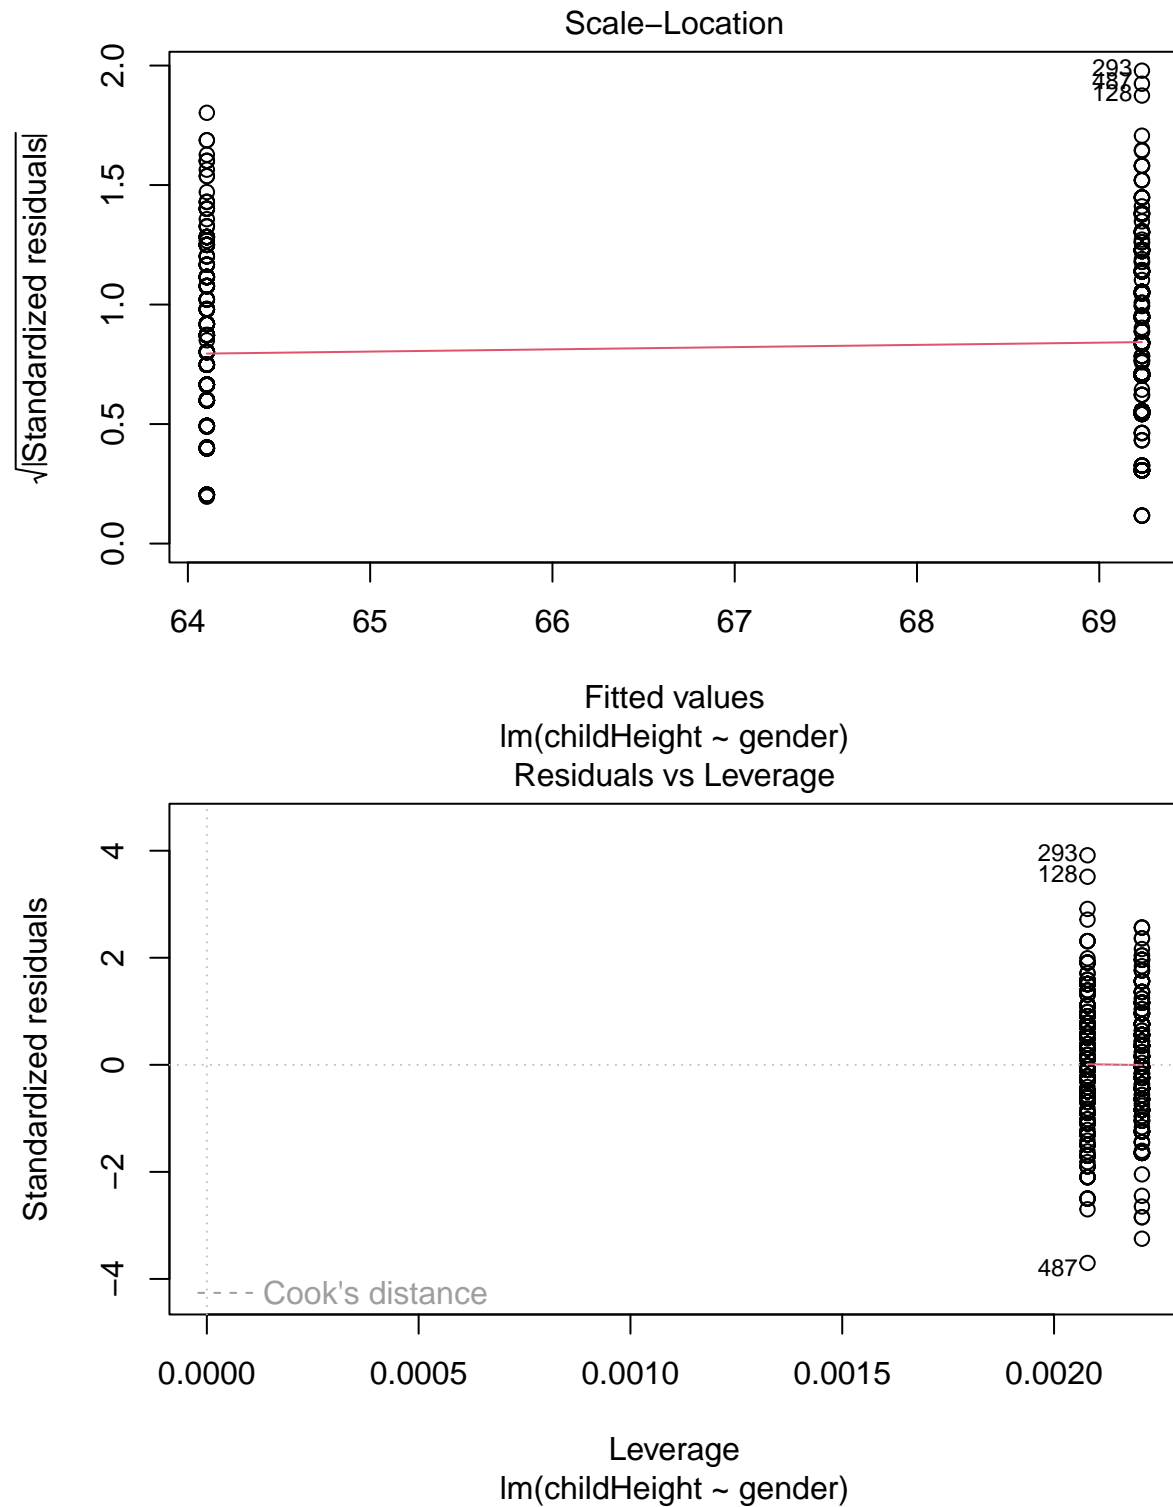 Scale−Location
√|Standardized residuals|
2.0
1.5
1.0
0.5
0.0
293
487
128
64 65 66 67 68 69
Fitted values
lm(childHeight ~ gender)
Residuals vs Leverage
Standardized residuals
4
2
0
−2
−4
293
128
487
Cook's distance
0.0000 0.0005 0.0010 0.0015 0.0020
Leverage
lm(childHeight ~ gender)